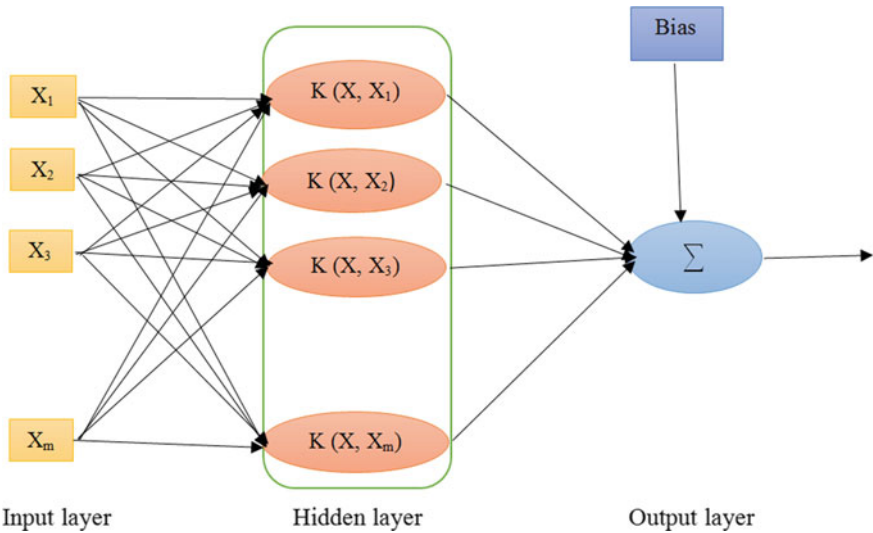 Bias
X₁
K (X, X₁)
X₂
K (X, X₂)
X₃
K (X, X₃)
Σ
Xₘ
K (X, Xₘ)
Input layer
Hidden layer
Output layer